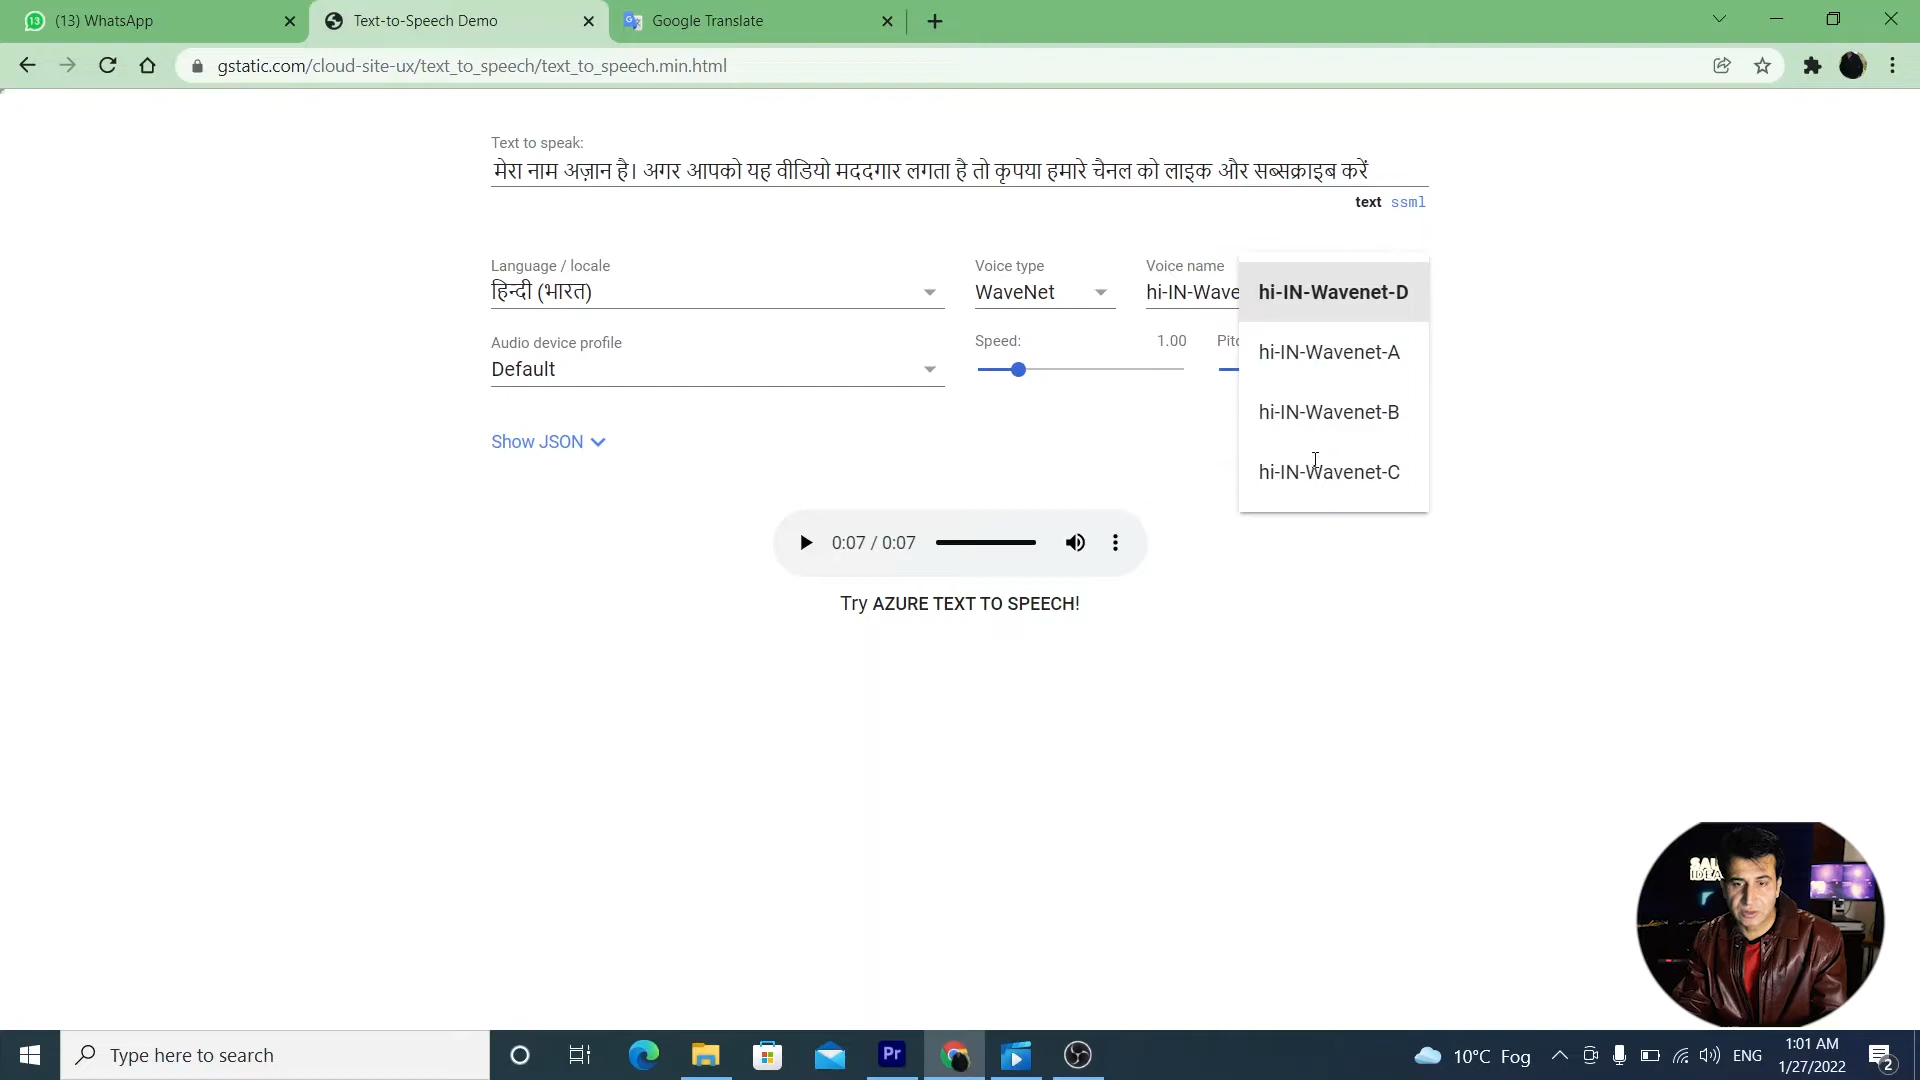 (13) WhatsApp
Text-to-Speech Demo
Google Translate
gstatic.com/cloud-site-ux/text_to_speech/text_to_speech.min.html
Text to speak:
मेरा नाम अज़ान है। अगर आपको यह वीडियो मददगार लगता है तो कृपया हमारे चैनल को लाइक और सब्सक्राइब करें
text ssml
Language / locale
हिन्दी (भारत)
Voice type
WaveNet
Voice name
hi-IN-Wave
hi-IN-Wavenet-D
hi-IN-Wavenet-A
hi-IN-Wavenet-B
hi-IN-Wavenet-C
Audio device profile
Default
Speed: 1.00
Pitc
Show JSON
0:07 / 0:07
Try AZURE TEXT TO SPEECH!
Type here to search
Pr
10°C Fog
ENG
1:01 AM
1/27/2022
2